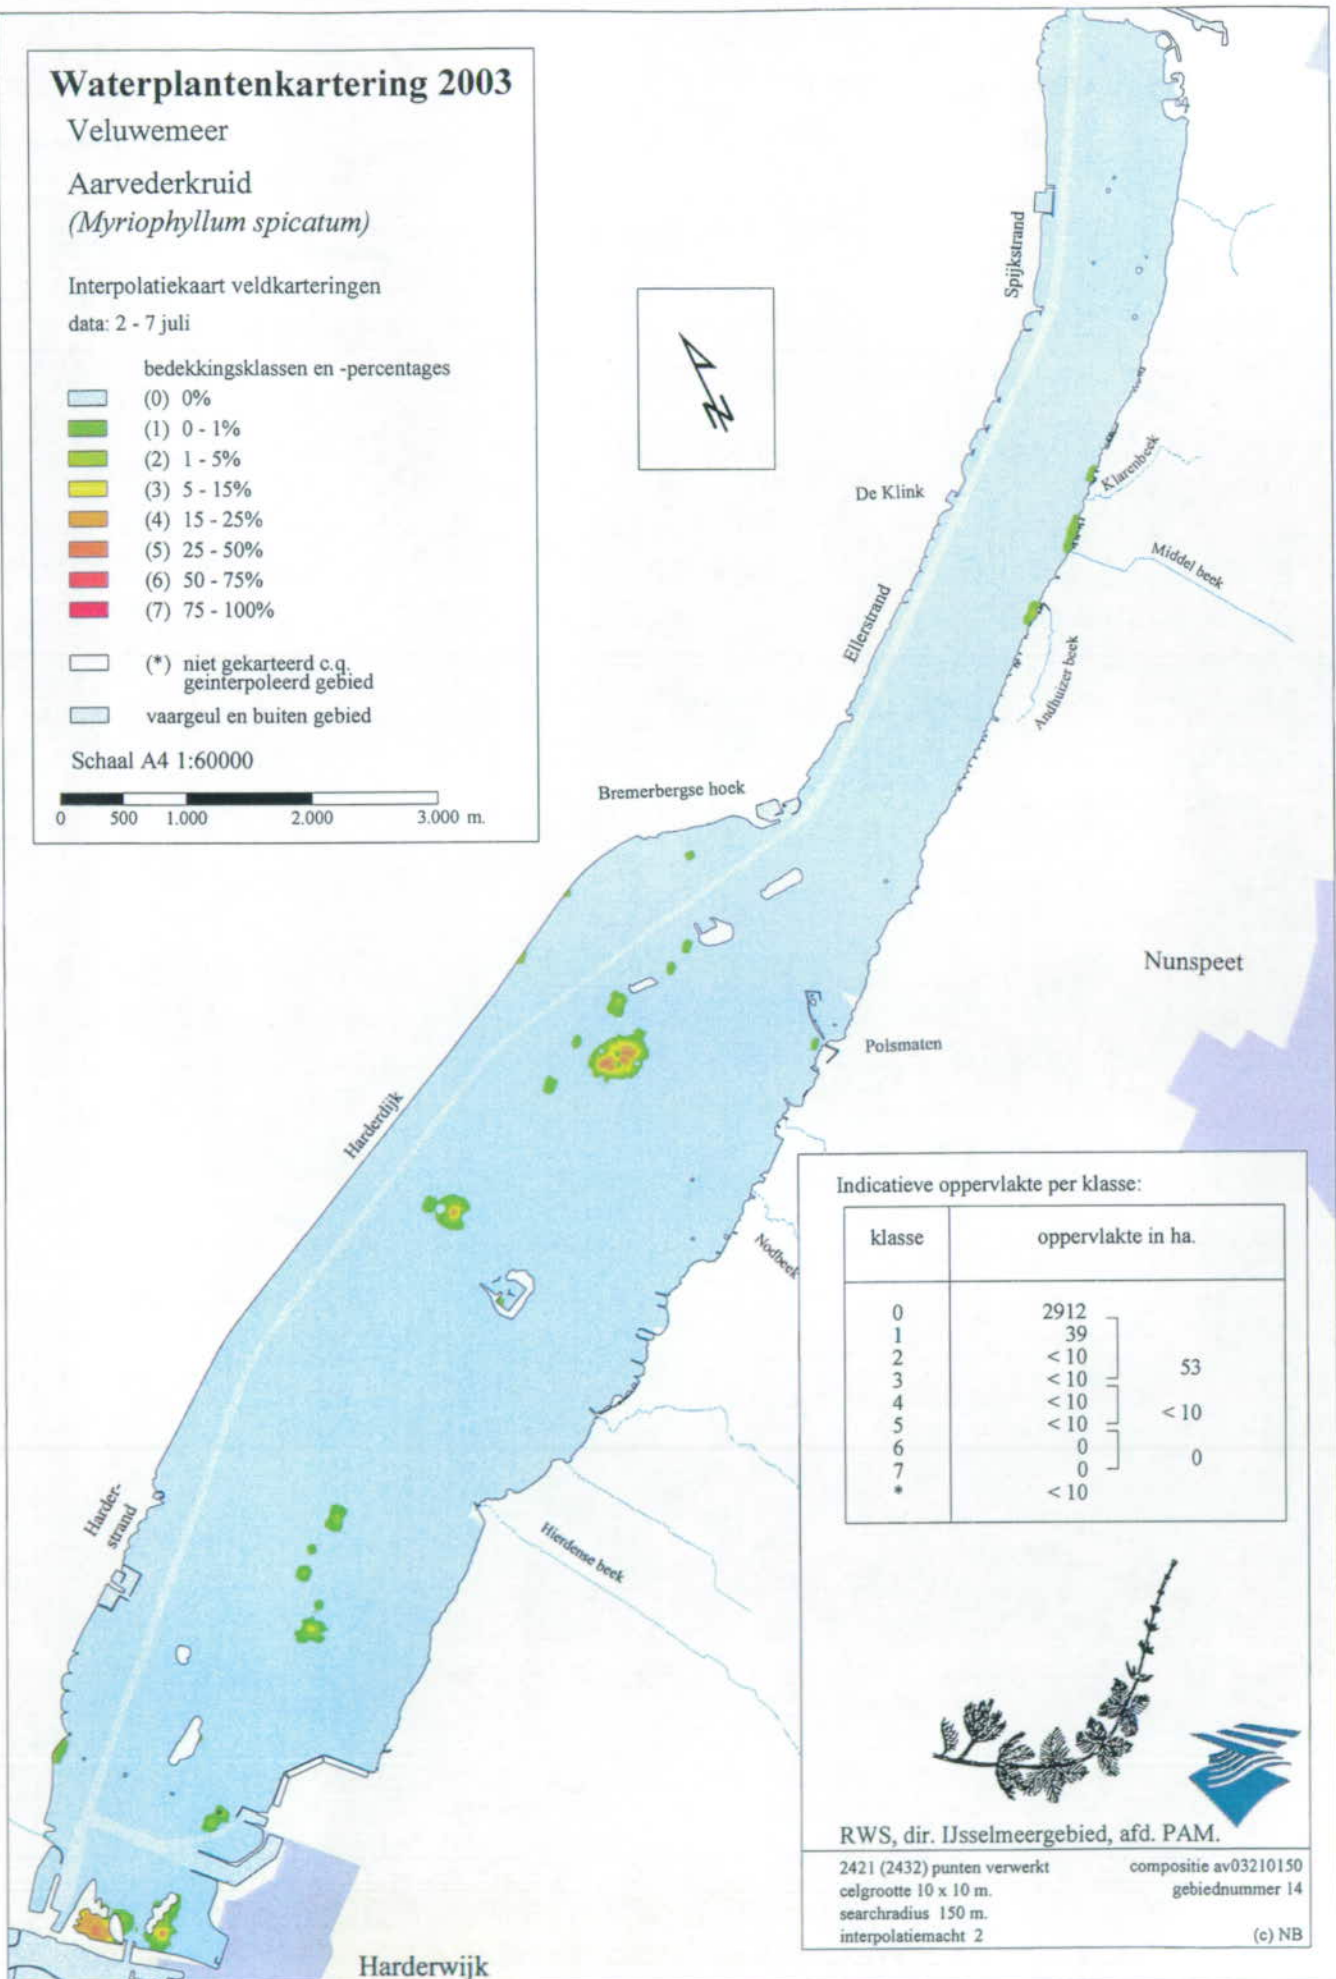 Waterplantenkartering 2003
Veluwemeer
Aarvederkruid
(Myriophyllum spicatum)
Interpolatiekaart veldkarteringen
data: 2 - 7 juli
bedekkingsklassen en -percentages
(0) 0%
(1) 0 - 1%
(2) 1 - 5%
(3) 5 - 15%
(4) 15 - 25%
(5) 25 - 50%
(6) 50 - 75%
(7) 75 - 100%
(*) niet gekarteerd c.q.
geinterpoleerd gebied
vaargeul en buiten gebied
Schaal A4 1:60000
0 500 1.000 2.000 3.000 m.
N
Spijkstrand
De Klink
Klarenbeek
Middel beek
Ellerstrand
Andhuizer beek
Bremerbergse hoek
Nunspeet
Polsmaten
Harderdijk
Nodbeek
Harder-
strand
Hierdense beek
Harderwijk
Indicatieve oppervlakte per klasse:
klasse oppervlakte in ha.
0 2912
1 39
2 < 10
3 < 10 53
4 < 10
5 < 10 < 10
6 0
7 0 0
* < 10
RWS, dir. IJsselmeergebied, afd. PAM.
2421 (2432) punten verwerkt compositie av03210150
celgrootte 10 x 10 m. gebiednummer 14
searchradius 150 m.
interpolatiemacht 2 (c) NB